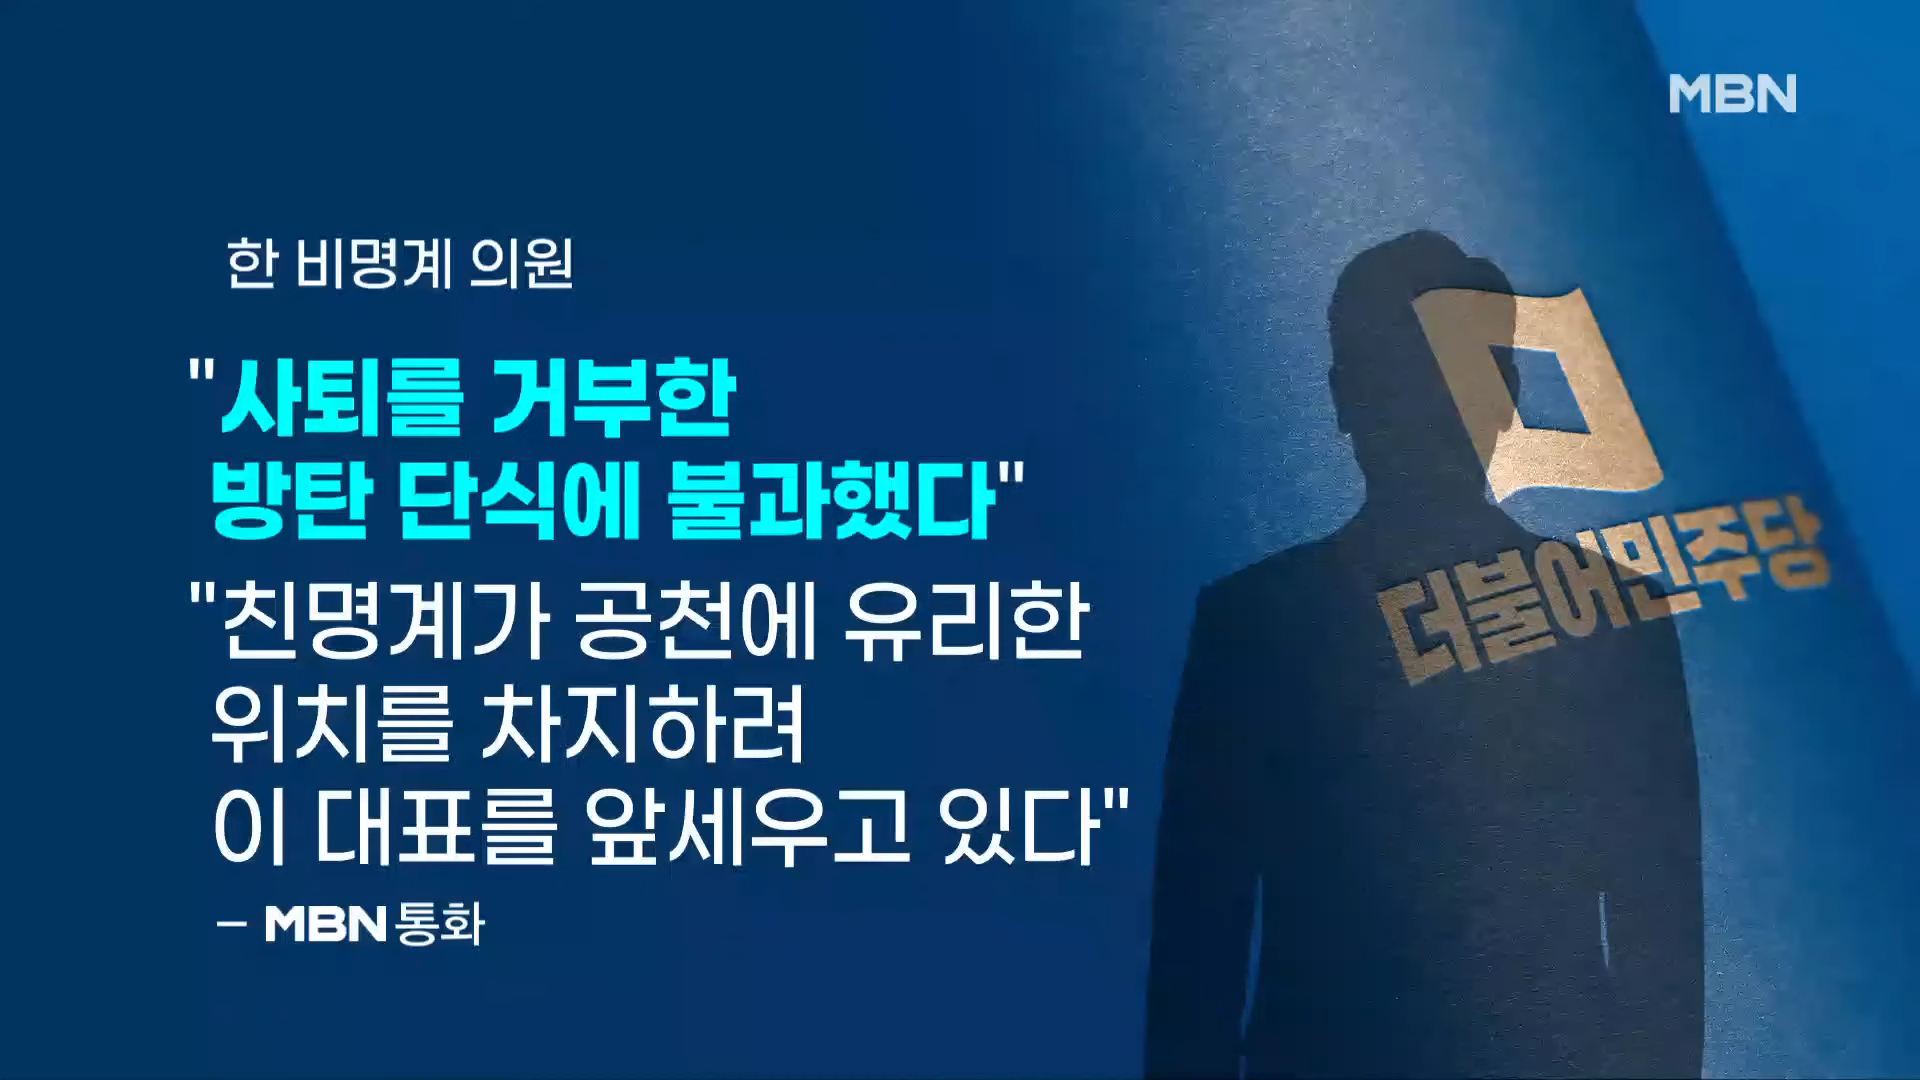 MBN
한 비명계 의원
"사퇴를 거부한
방탄 단식에 불과했다"
"친명계가 공천에 유리한
위치를 차지하려
이 대표를 앞세우고 있다"
– MBN 통화
더불어민주당